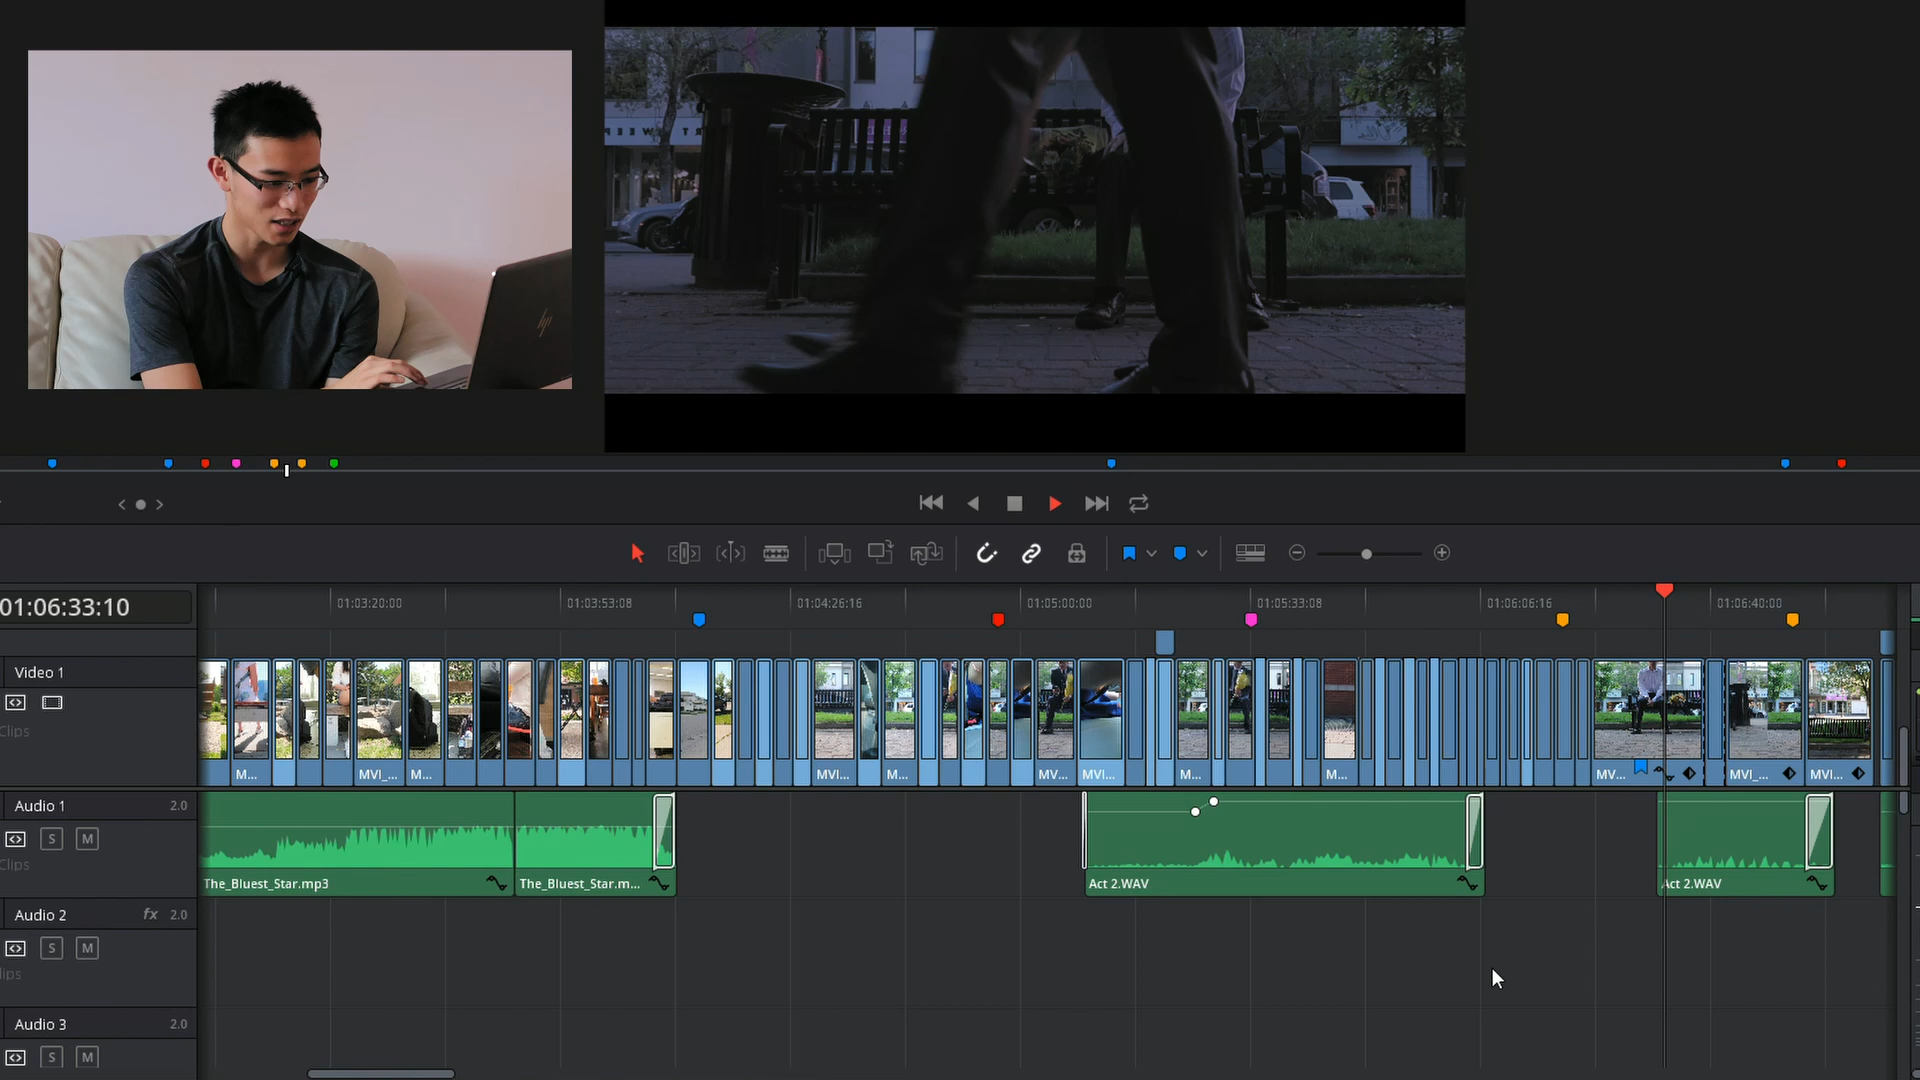 hp
01:06:33:10
01:03:20:00
01:03:53:08
01:04:26:16
01:05:00:00
01:05:33:08
01:06:06:16
01:06:40:00
Video 1
Clips
M...
MVI_...
M...
MVI...
M...
MV...
MVI...
M...
M...
MV...
MVI_...
MVI...
Audio 1
2.0
S
M
Clips
The_Bluest_Star.mp3
The_Bluest_Star.m...
Act 2.WAV
Act 2.WAV
Audio 2
fx
2.0
S
M
lips
Audio 3
2.0
S
M